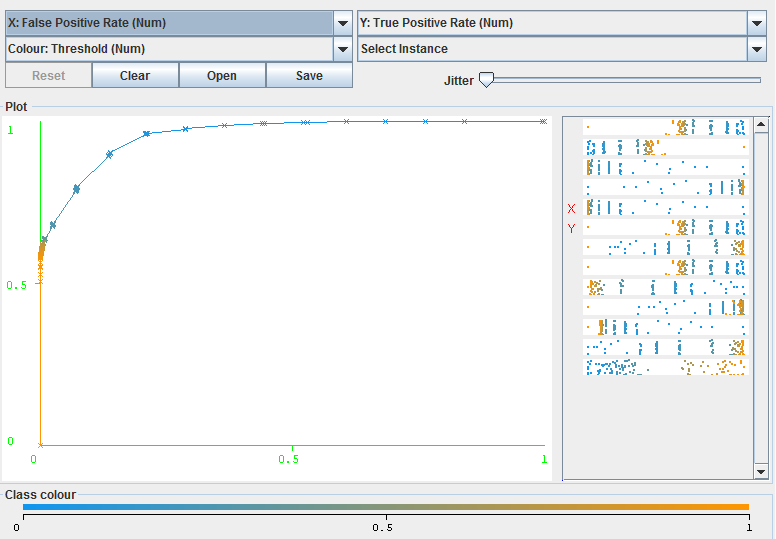 X: False Positive Rate (Num) Y: True Positive Rate (Num)
Colour: Threshold (Num) Select Instance
Reset Clear Open Save Jitter
Plot
1
X
Y
0.5
0
0 0.5 1
Class colour
0 0.5 1